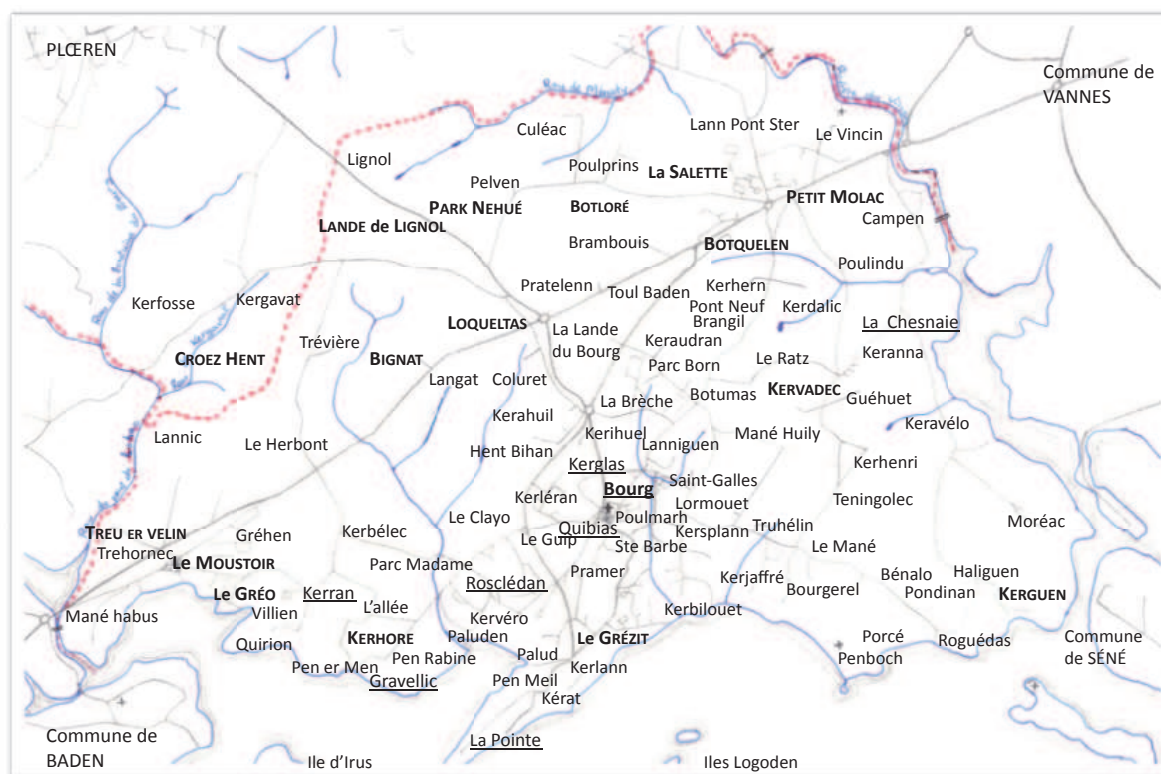 PLŒREN
Commune de
VANNES
Culéac
Lann Pont Ster
Le Vincin
Lignol
Poulprins
LA SALETTE
Pelven
PARK NEHUÉ
BOTLORÉ
PETIT MOLAC
LANDE de LIGNOL
Campen
Brambouis
BOTQUELEN
Poulindu
Kerfosse
Kergavat
Pratelenn
Toul Baden
Kerhern
Pont Neuf
Kerdalic
LOQUELTAS
Brangil
La Chesnaie
Trévière
La Lande
du Bourg
Keraudran
CROEZ HENT
BIGNAT
Parc Born
Le Ratz
Keranna
Langat
Coluret
La Brèche
Botumas
KERVADEC
Guéhuet
Kerahuil
Lannic
Le Herbont
Kerihuel
Lanniguen
Mané Huily
Keravélo
Hent Bihan
Kerglas
Kerhenri
Saint-Galles
Bourg
Kerléran
Lormouet
Teningolec
Le Clayo
Quibias
Poulmarh
Kersplann
Truhélin
Moréac
TREU ER VELIN
Gréhen
Kerbélec
Le Guip
Ste Barbe
Le Mané
Trehornec
LE MOUSTOIR
Parc Madame
Rosclédan
Pramer
Kerjaffré
Bourgerel
Bénalo
Haliguen
Pondinan
KERGUEN
LE GRÉO
Kerran
L'allée
Villien
Kervéro
Kerbilouet
Mané habus
Quirion
KERHORE
Paluden
LE GRÉZIT
Porcé
Roguédas
Commune
de SÉNÉ
Pen er Men
Pen Rabine
Palud
Kerlann
Penboch
Gravellic
Pen Meil
Kérat
Commune de
BADEN
La Pointe
Ile d'Irus
Iles Logoden